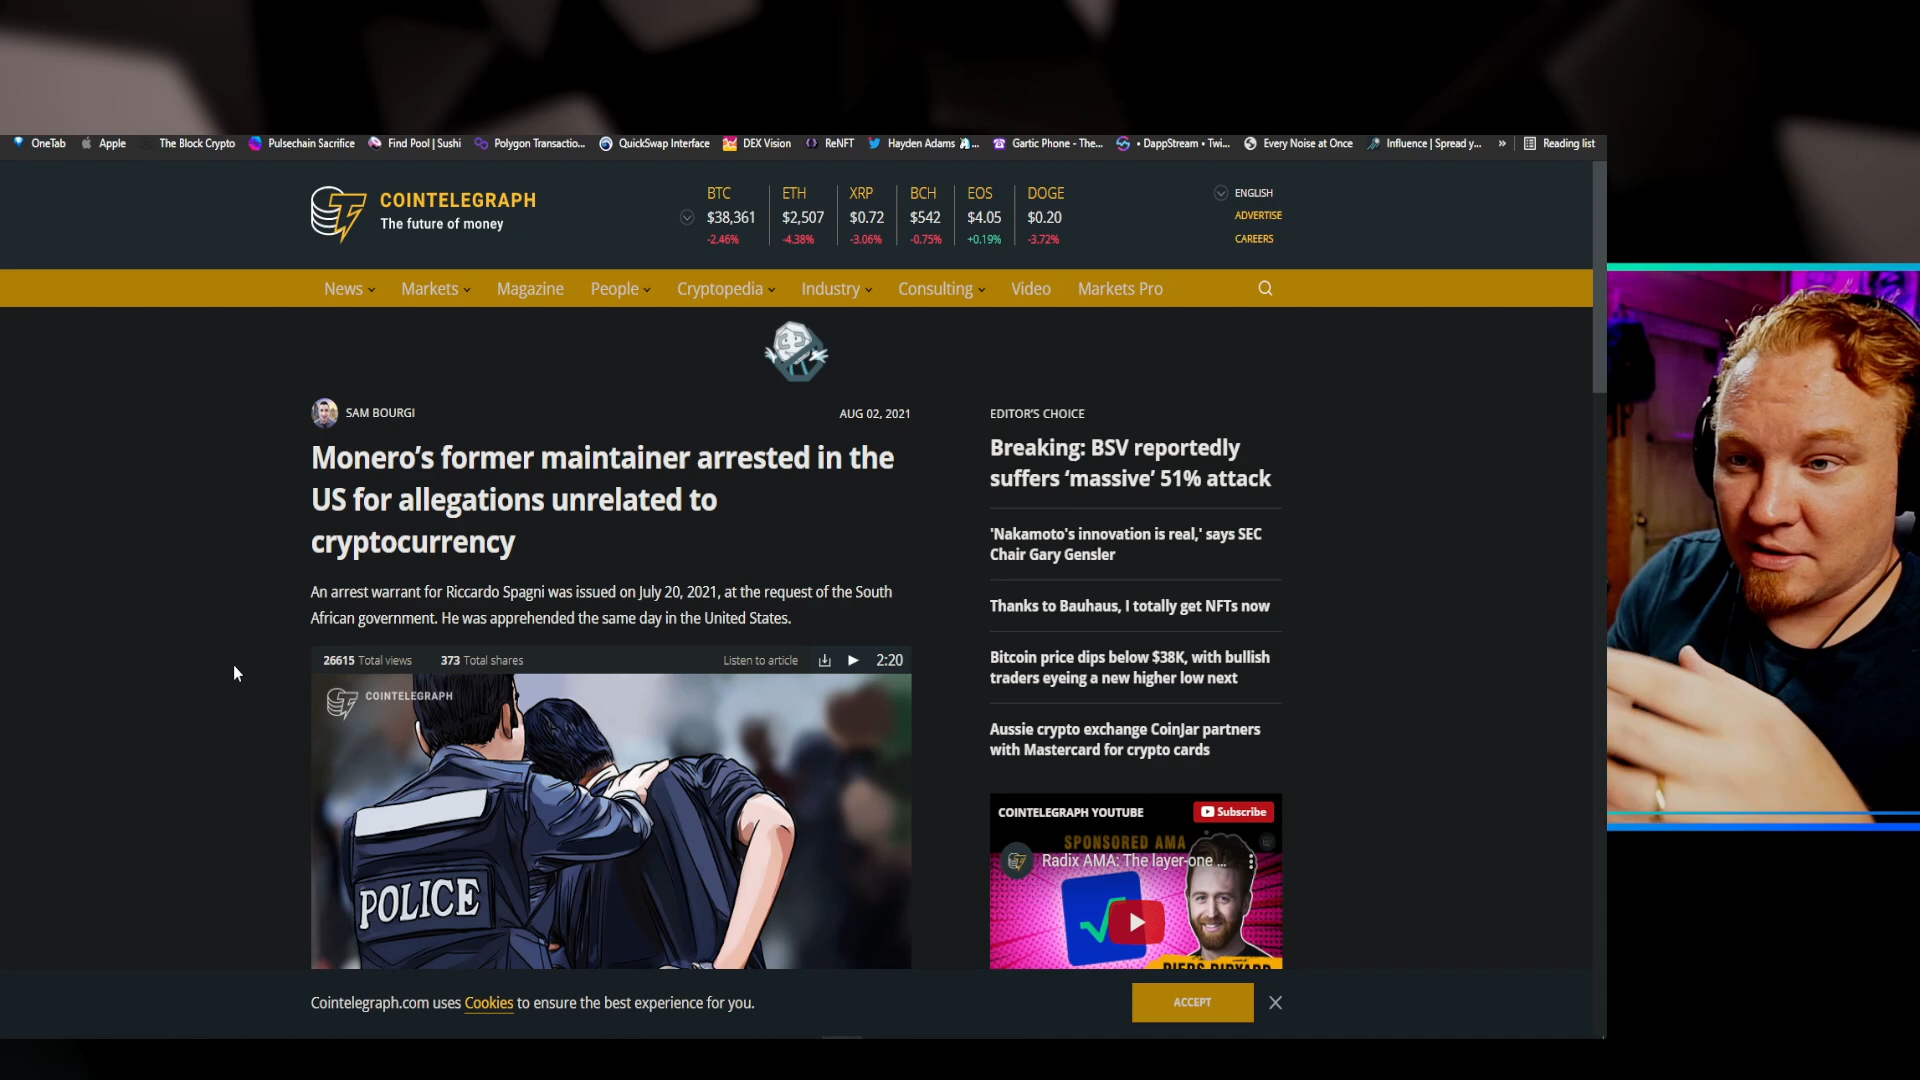 OneTab Apple The Block Crypto Pulsechain Sacrifice Find Pool | Sushi Polygon Transactio... QuickSwap Interface DEX Vision ReNFT Hayden Adams ... Gartic Phone - The... • DappStream • Twi... Every Noise at Once Influence | Spread y... » Reading list
COINTELEGRAPH
The future of money
BTC ETH XRP BCH EOS DOGE
$38,361 $2,507 $0.72 $542 $4.05 $0.20
-2.46% -4.38% -3.06% -0.75% +0.19% -3.72%
ENGLISH
ADVERTISE
CAREERS
News Markets Magazine People Cryptopedia Industry Consulting Video Markets Pro
SAM BOURGI
AUG 02, 2021
Monero’s former maintainer arrested in the
US for allegations unrelated to
cryptocurrency
An arrest warrant for Riccardo Spagni was issued on July 20, 2021, at the request of the South
African government. He was apprehended the same day in the United States.
26615 Total views 373 Total shares Listen to article 2:20
COINTELEGRAPH
POLICE
EDITOR’S CHOICE
Breaking: BSV reportedly
suffers ‘massive’ 51% attack
'Nakamoto's innovation is real,' says SEC
Chair Gary Gensler
Thanks to Bauhaus, I totally get NFTs now
Bitcoin price dips below $38K, with bullish
traders eyeing a new higher low next
Aussie crypto exchange CoinJar partners
with Mastercard for crypto cards
COINTELEGRAPH YOUTUBE Subscribe
SPONSORED AMA
Radix AMA: The layer-one ...
Cointelegraph.com uses Cookies to ensure the best experience for you.
ACCEPT